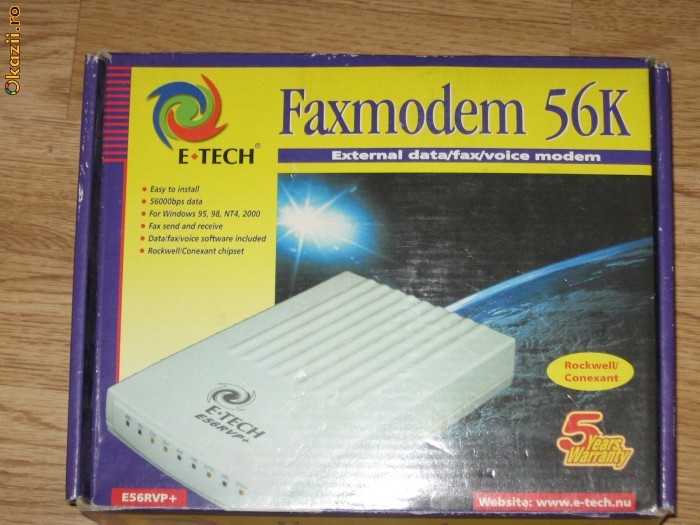 Okazii.ro
E-TECH®
Faxmodem 56K
External data/fax/voice modem
• Easy to install
• 56000bps data
• For Windows 95, 98, NT4, 2000
• Fax send and receive
• Data/fax/voice software included
• Rockwell/Conexant chipset
E-TECH
E56RVP+
Rockwell/
Conexant
5 Years
Warranty
E56RVP+
Website: www.e-tech.nu